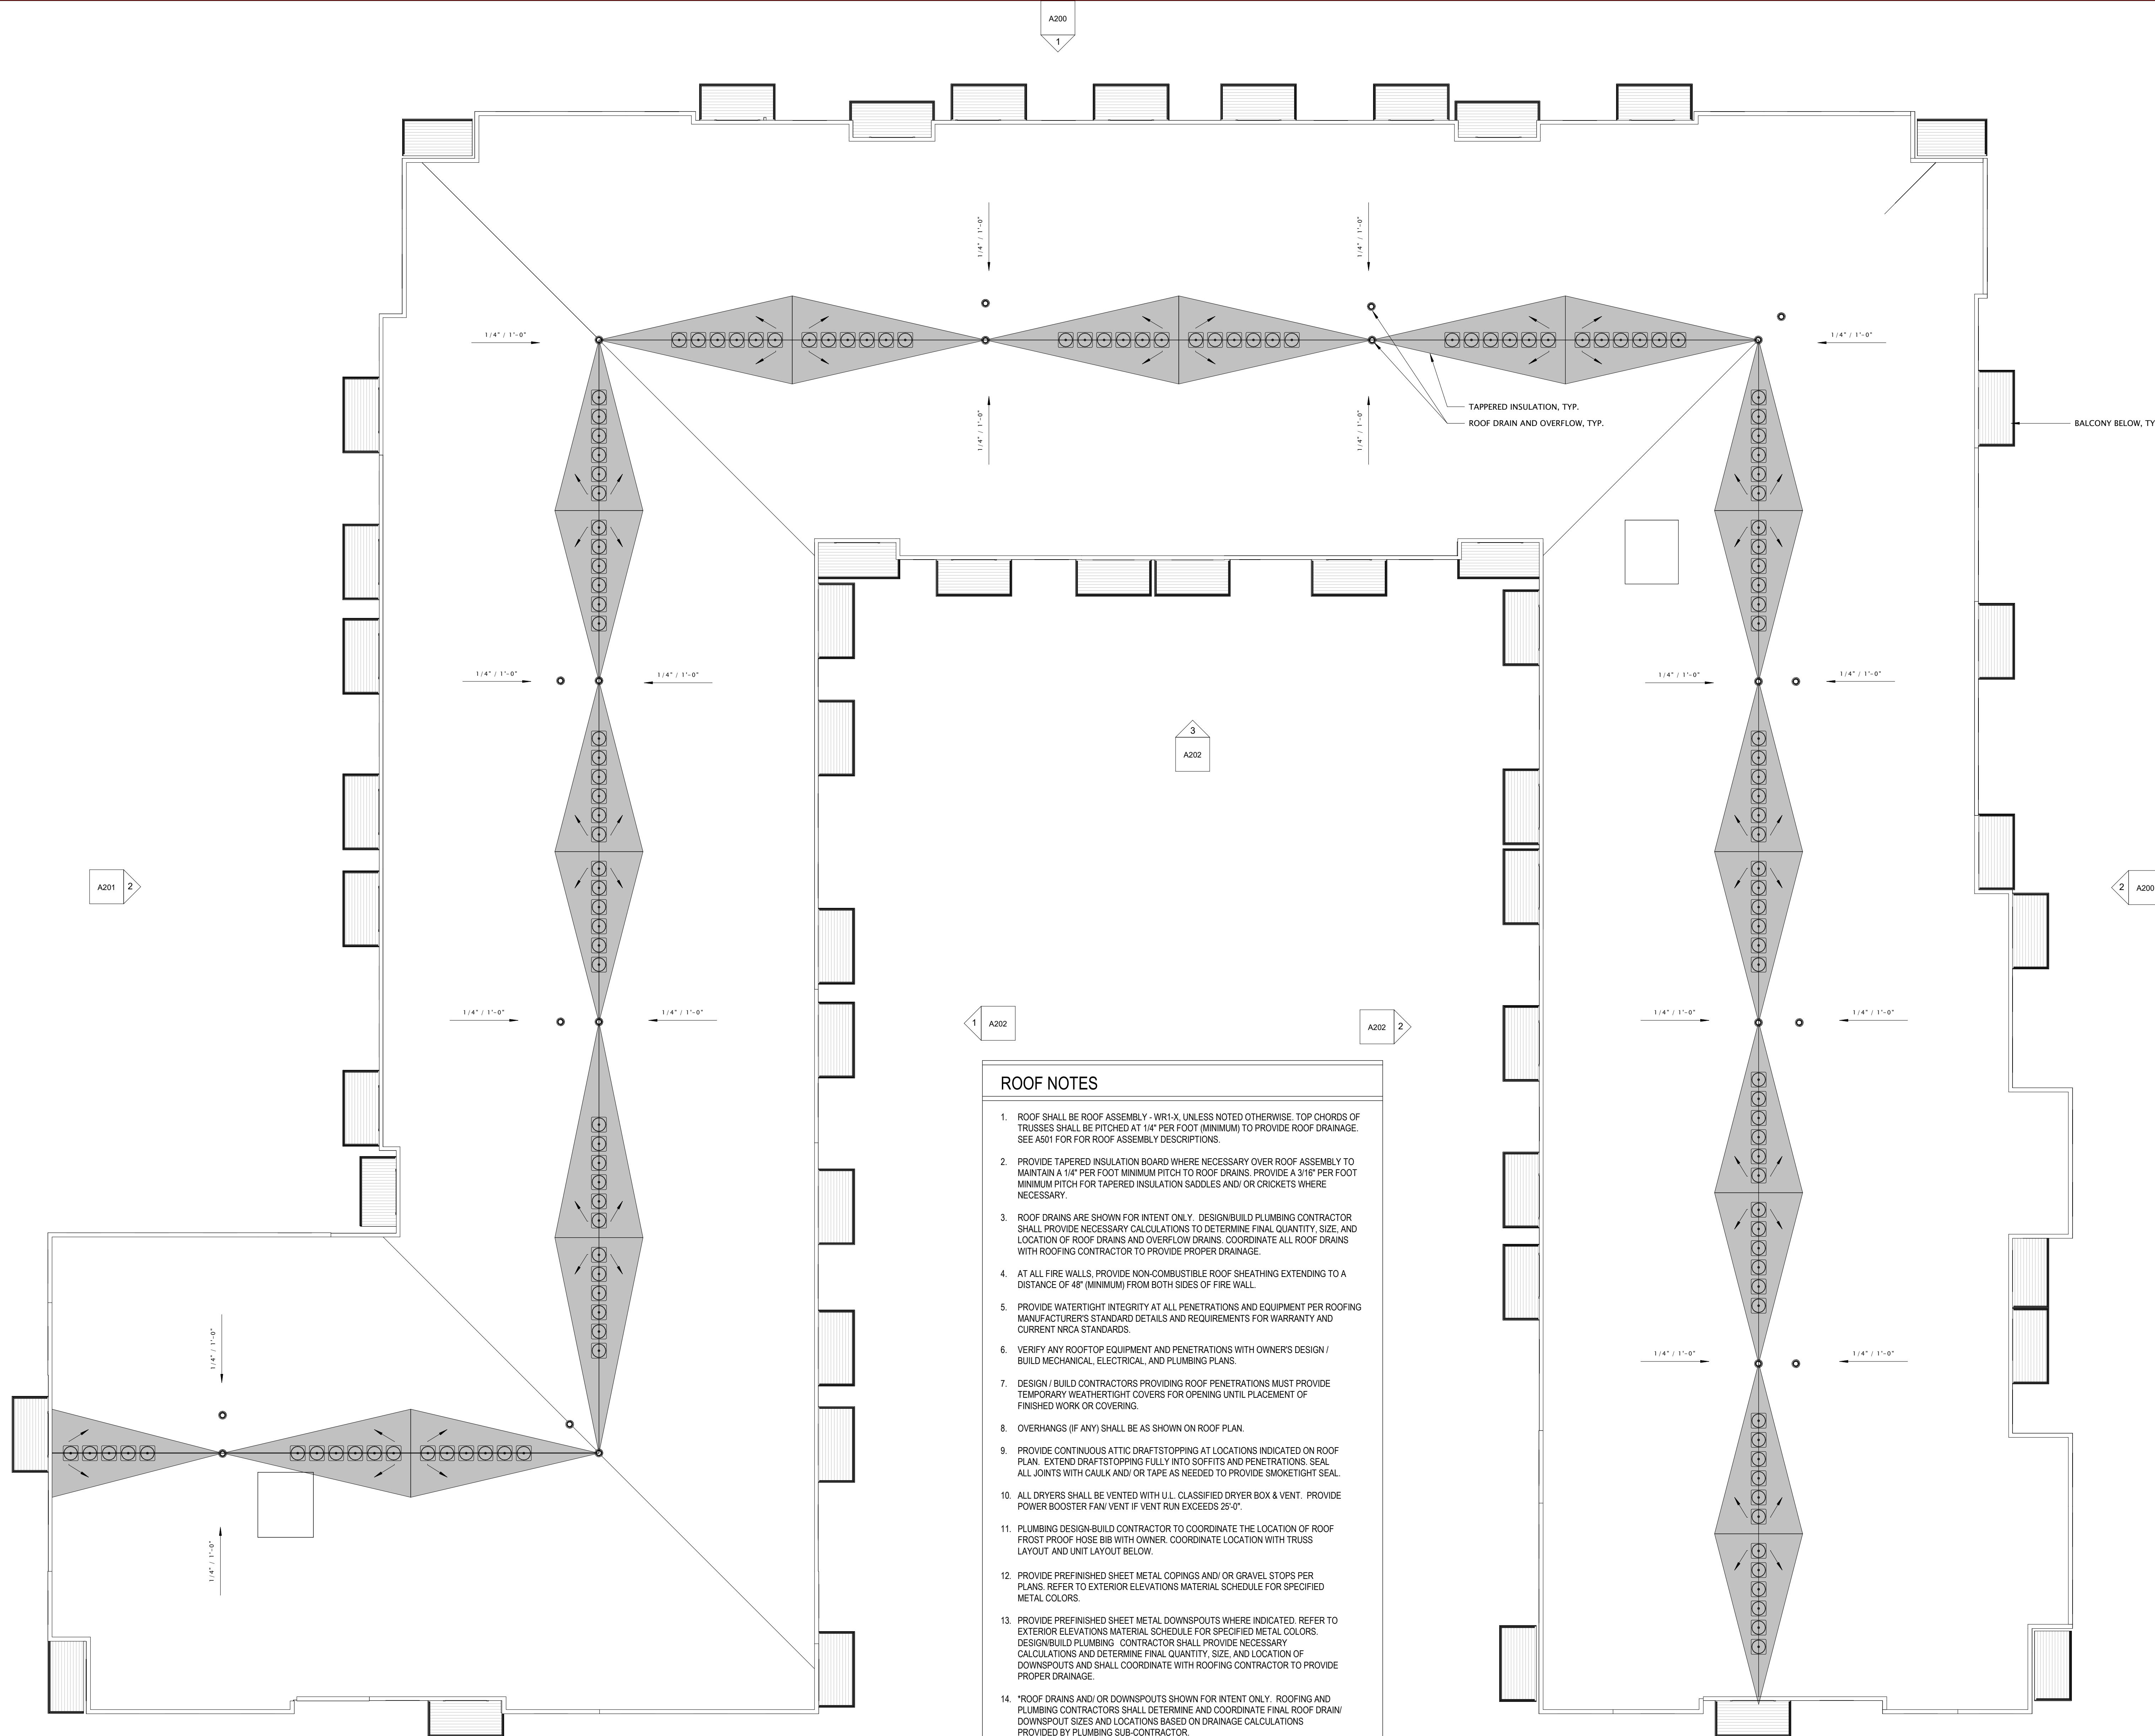 A200
1
1/4" / 1'-0"
1/4" / 1'-0"
1/4" / 1'-0"
1/4" / 1'-0"
1/4" / 1'-0"
1/4" / 1'-0"
TAPPERED INSULATION, TYP.
ROOF DRAIN AND OVERFLOW, TYP.
BALCONY BELOW, TY
1/4" / 1'-0"
1/4" / 1'-0"
1/4" / 1'-0"
1/4" / 1'-0"
3
A202
A201 2
2 A200
1/4" / 1'-0"
1/4" / 1'-0"
1 A202
A202 2
1/4" / 1'-0"
1/4" / 1'-0"
ROOF NOTES
1. ROOF SHALL BE ROOF ASSEMBLY - WR1-X, UNLESS NOTED OTHERWISE. TOP CHORDS OF
TRUSSES SHALL BE PITCHED AT 1/4" PER FOOT (MINIMUM) TO PROVIDE ROOF DRAINAGE.
SEE A501 FOR FOR ROOF ASSEMBLY DESCRIPTIONS.
2. PROVIDE TAPERED INSULATION BOARD WHERE NECESSARY OVER ROOF ASSEMBLY TO
MAINTAIN A 1/4" PER FOOT MINIMUM PITCH TO ROOF DRAINS. PROVIDE A 3/16" PER FOOT
MINIMUM PITCH FOR TAPERED INSULATION SADDLES AND/ OR CRICKETS WHERE
NECESSARY.
3. ROOF DRAINS ARE SHOWN FOR INTENT ONLY. DESIGN/BUILD PLUMBING CONTRACTOR
SHALL PROVIDE NECESSARY CALCULATIONS TO DETERMINE FINAL QUANTITY, SIZE, AND
LOCATION OF ROOF DRAINS AND OVERFLOW DRAINS. COORDINATE ALL ROOF DRAINS
WITH ROOFING CONTRACTOR TO PROVIDE PROPER DRAINAGE.
4. AT ALL FIRE WALLS, PROVIDE NON-COMBUSTIBLE ROOF SHEATHING EXTENDING TO A
DISTANCE OF 48" (MINIMUM) FROM BOTH SIDES OF FIRE WALL.
5. PROVIDE WATERTIGHT INTEGRITY AT ALL PENETRATIONS AND EQUIPMENT PER ROOFING
MANUFACTURER'S STANDARD DETAILS AND REQUIREMENTS FOR WARRANTY AND
CURRENT NRCA STANDARDS.
6. VERIFY ANY ROOFTOP EQUIPMENT AND PENETRATIONS WITH OWNER'S DESIGN /
BUILD MECHANICAL, ELECTRICAL, AND PLUMBING PLANS.
7. DESIGN / BUILD CONTRACTORS PROVIDING ROOF PENETRATIONS MUST PROVIDE
TEMPORARY WEATHERTIGHT COVERS FOR OPENING UNTIL PLACEMENT OF
FINISHED WORK OR COVERING.
8. OVERHANGS (IF ANY) SHALL BE AS SHOWN ON ROOF PLAN.
9. PROVIDE CONTINUOUS ATTIC DRAFTSTOPPING AT LOCATIONS INDICATED ON ROOF
PLAN. EXTEND DRAFTSTOPPING FULLY INTO SOFFITS AND PENETRATIONS. SEAL
ALL JOINTS WITH CAULK AND/ OR TAPE AS NEEDED TO PROVIDE SMOKETIGHT SEAL.
10. ALL DRYERS SHALL BE VENTED WITH U.L. CLASSIFIED DRYER BOX & VENT. PROVIDE
POWER BOOSTER FAN/ VENT IF VENT RUN EXCEEDS 25'-0".
11. PLUMBING DESIGN-BUILD CONTRACTOR TO COORDINATE THE LOCATION OF ROOF
FROST PROOF HOSE BIB WITH OWNER. COORDINATE LOCATION WITH TRUSS
LAYOUT AND UNIT LAYOUT BELOW.
12. PROVIDE PREFINISHED SHEET METAL COPINGS AND/ OR GRAVEL STOPS PER
PLANS. REFER TO EXTERIOR ELEVATIONS MATERIAL SCHEDULE FOR SPECIFIED
METAL COLORS.
13. PROVIDE PREFINISHED SHEET METAL DOWNSPOUTS WHERE INDICATED. REFER TO
EXTERIOR ELEVATIONS MATERIAL SCHEDULE FOR SPECIFIED METAL COLORS.
DESIGN/BUILD PLUMBING CONTRACTOR SHALL PROVIDE NECESSARY
CALCULATIONS AND DETERMINE FINAL QUANTITY, SIZE, AND LOCATION OF
DOWNSPOUTS AND SHALL COORDINATE WITH ROOFING CONTRACTOR TO PROVIDE
PROPER DRAINAGE.
14. *ROOF DRAINS AND/ OR DOWNSPOUTS SHOWN FOR INTENT ONLY. ROOFING AND
PLUMBING CONTRACTORS SHALL DETERMINE AND COORDINATE FINAL ROOF DRAIN/
DOWNSPOUT SIZES AND LOCATIONS BASED ON DRAINAGE CALCULATIONS
PROVIDED BY PLUMBING SUB-CONTRACTOR.
1/4" / 1'-0"
1/4" / 1'-0"
1/4" / 1'-0"
1/4" / 1'-0"